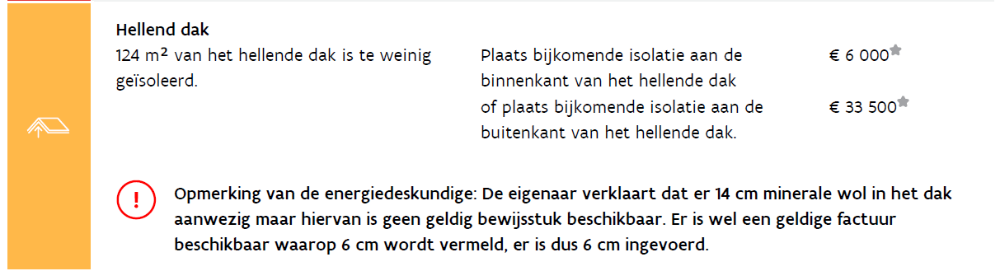 Hellend dak
124 m² van het hellende dak is te weinig
geïsoleerd.
Plaats bijkomende isolatie aan de
binnenkant van het hellende dak
€ 6 000
of plaats bijkomende isolatie aan de
buitenkant van het hellende dak.
€ 33 500
!
Opmerking van de energiedeskundige: De eigenaar verklaart dat er 14 cm minerale wol in het dak
aanwezig maar hiervan is geen geldig bewijsstuk beschikbaar. Er is wel een geldige factuur
beschikbaar waarop 6 cm wordt vermeld, er is dus 6 cm ingevoerd.